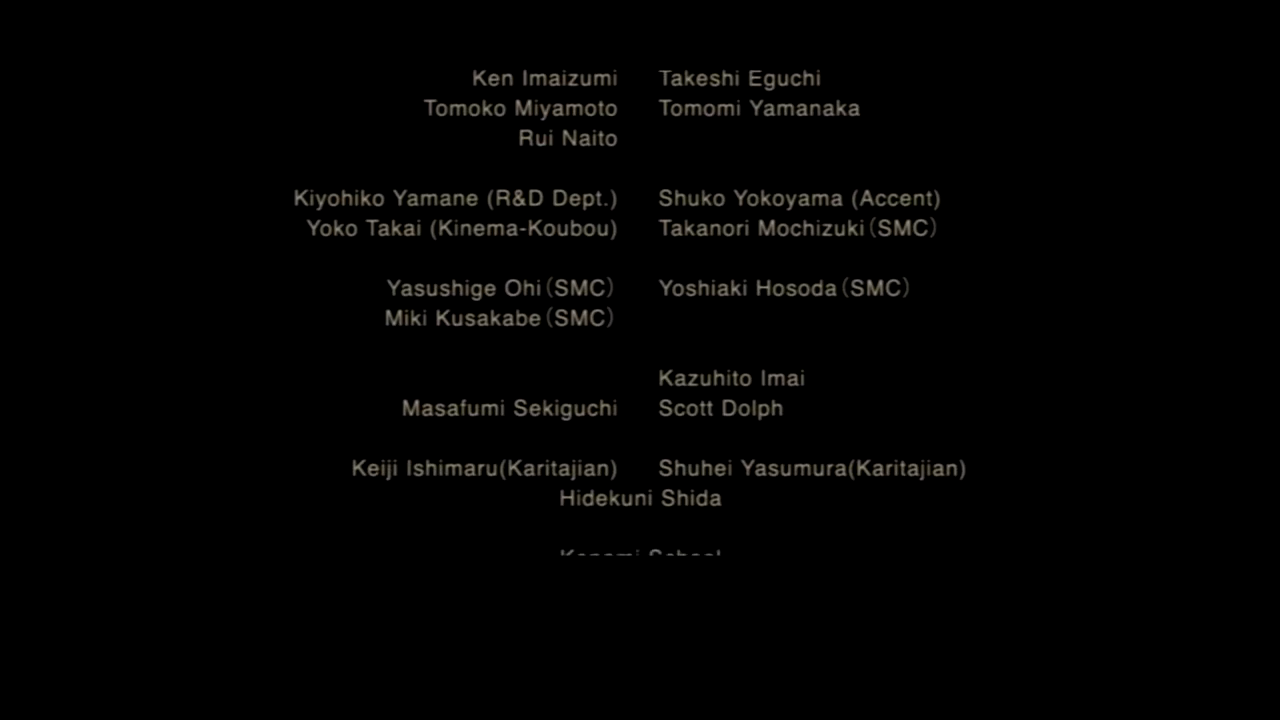 Ken Imaizumi Takeshi Eguchi
Tomoko Miyamoto Tomomi Yamanaka
Rui Naito
Kiyohiko Yamane (R&D Dept.) Shuko Yokoyama (Accent)
Yoko Takai (Kinema-Koubou) Takanori Mochizuki(SMC)
Yasushige Ohi(SMC) Yoshiaki Hosoda(SMC)
Miki Kusakabe(SMC)
Kazuhito Imai
Masafumi Sekiguchi Scott Dolph
Keiji Ishimaru(Karitajian) Shuhei Yasumura(Karitajian)
Hidekuni Shida
Konami School